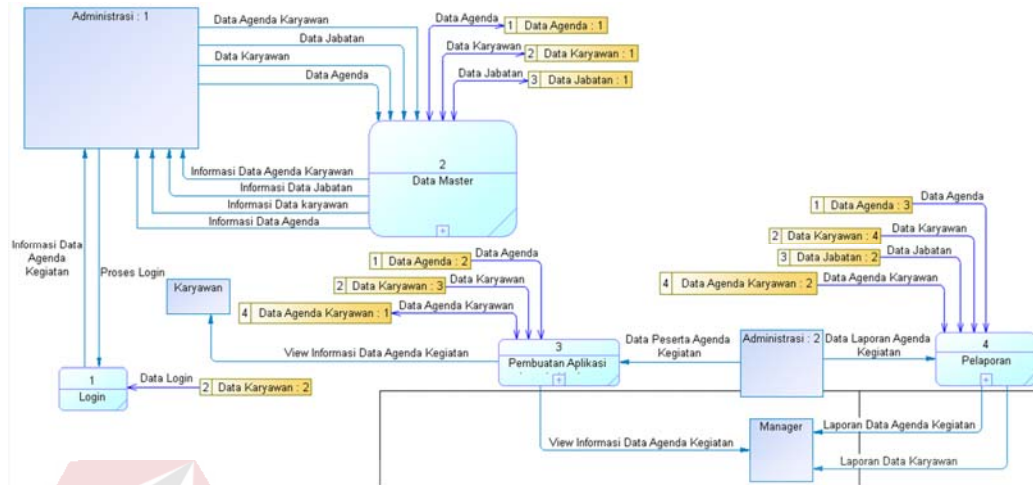 Administrasi : 1
Data Agenda Karyawan
Data Jabatan
Data Karyawan
Data Agenda
Data Agenda
1 Data Agenda : 1
Data Karyawan
2 Data Karyawan : 1
Data Jabatan
3 Data Jabatan : 1
2
Data Master
Informasi Data Agenda Karyawan
Informasi Data Jabatan
Informasi Data karyawan
Informasi Data Agenda
Informasi Data
Agenda
Kegiatan
Proses Login
1
Login
Data Login
2 Data Karyawan : 2
Karyawan
1 Data Agenda : 2
Data Agenda
2 Data Karyawan : 3
Data Karyawan
4 Data Agenda Karyawan : 1
Data Agenda Karyawan
View Informasi Data Agenda Kegiatan
3
Pembuatan Aplikasi
Data Peserta Agenda
Kegiatan
Administrasi : 2
Data Laporan Agenda
Kegiatan
1 Data Agenda : 3
Data Agenda
2 Data Karyawan : 4
Data Karyawan
3 Data Jabatan : 2
Data Jabatan
4 Data Agenda Karyawan : 2
Data Agenda Karyawan
4
Pelaporan
View Informasi Data Agenda Kegiatan
Manager
Laporan Data Agenda Kegiatan
Laporan Data Karyawan